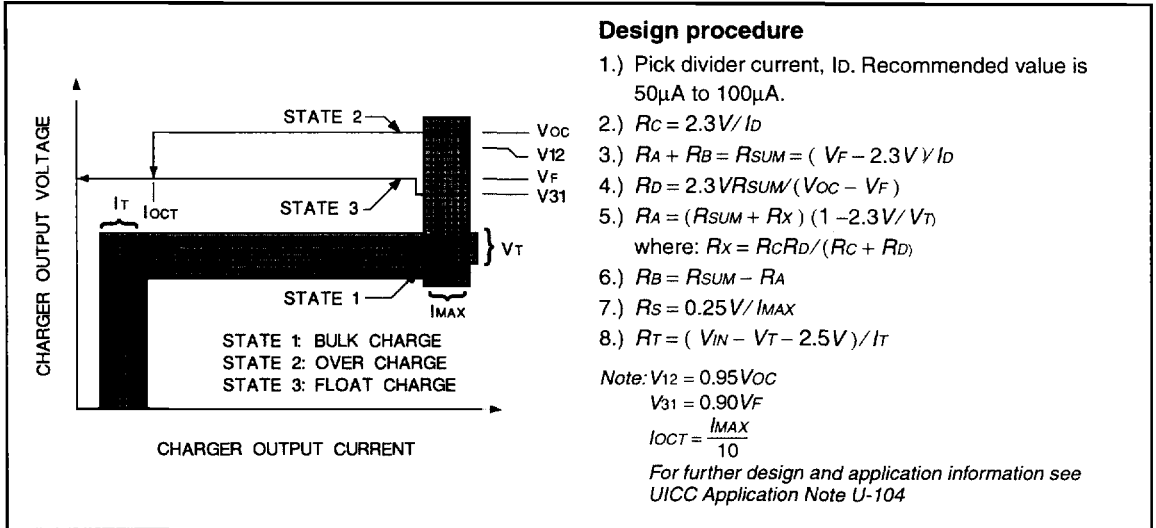 CHARGER OUTPUT VOLTAGE
STATE 2
VOC
V12
VF
V31
IT
IOCT
STATE 3
VT
STATE 1
IMAX
STATE 1: BULK CHARGE
STATE 2: OVER CHARGE
STATE 3: FLOAT CHARGE
CHARGER OUTPUT CURRENT
Design procedure
1.) Pick divider current, ID. Recommended value is
50µA to 100µA.
2.) RC = 2.3V/ID
3.) RA + RB = RSUM = ( VF – 2.3V)/ID
4.) RD = 2.3VRSUM/(VOC – VF )
5.) RA = (RSUM + RX ) (1 –2.3V/ VT)
where: RX = RCRD/(RC + RD)
6.) RB = RSUM – RA
7.) RS = 0.25V/IMAX
8.) RT = ( VIN – VT – 2.5V )/IT
Note: V12 = 0.95VOC
V31 = 0.90VF
IOCT = IMAX/10
For further design and application information see
UICC Application Note U-104